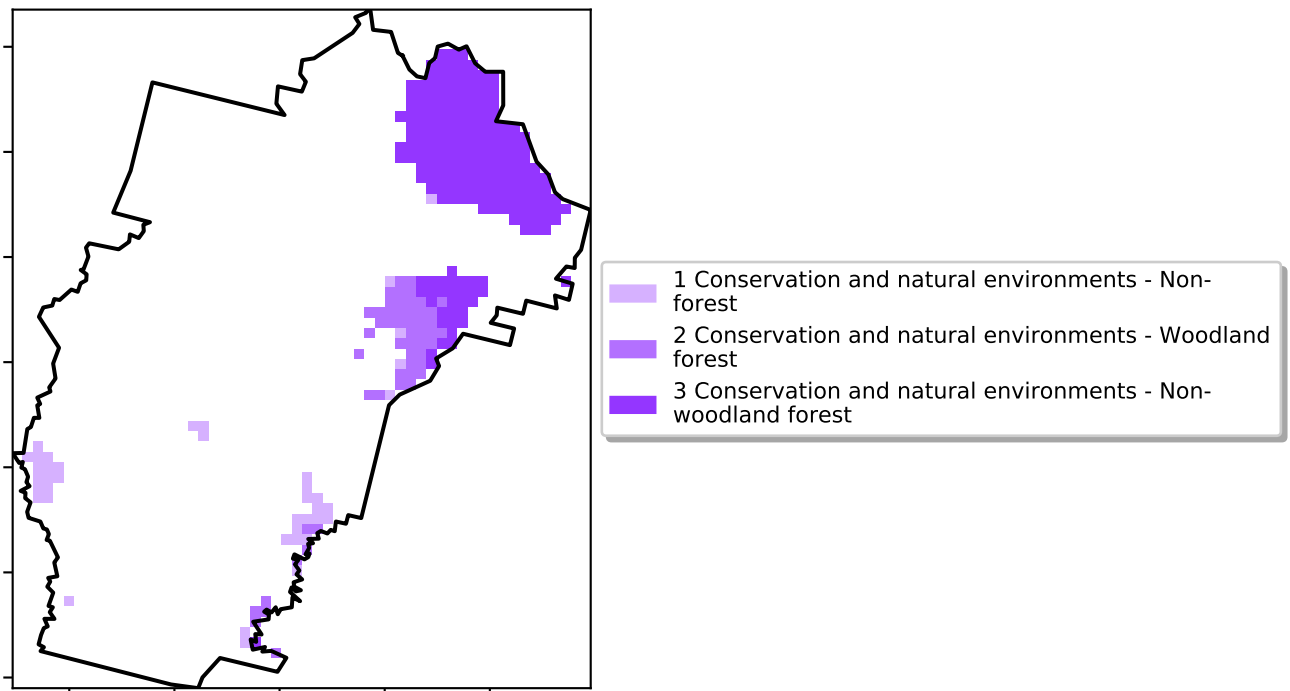 1 Conservation and natural environments - Non-
forest
2 Conservation and natural environments - Woodland
forest
3 Conservation and natural environments - Non-
woodland forest